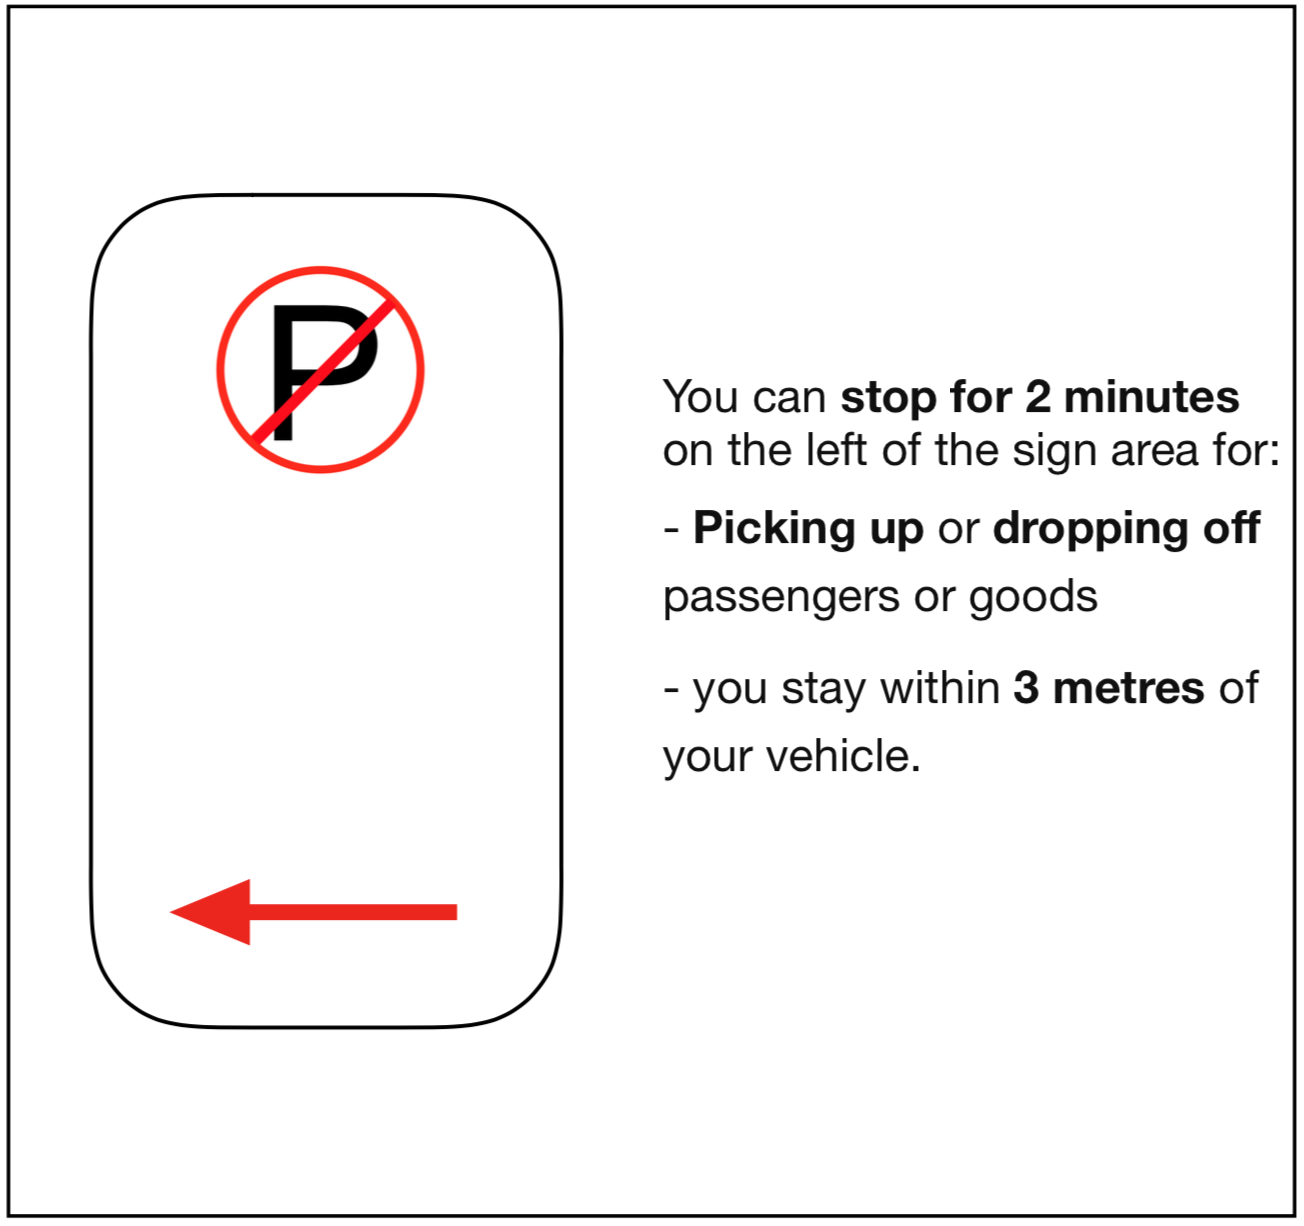 P
You can stop for 2 minutes
on the left of the sign area for:
- Picking up or dropping off
passengers or goods
- you stay within 3 metres of
your vehicle.